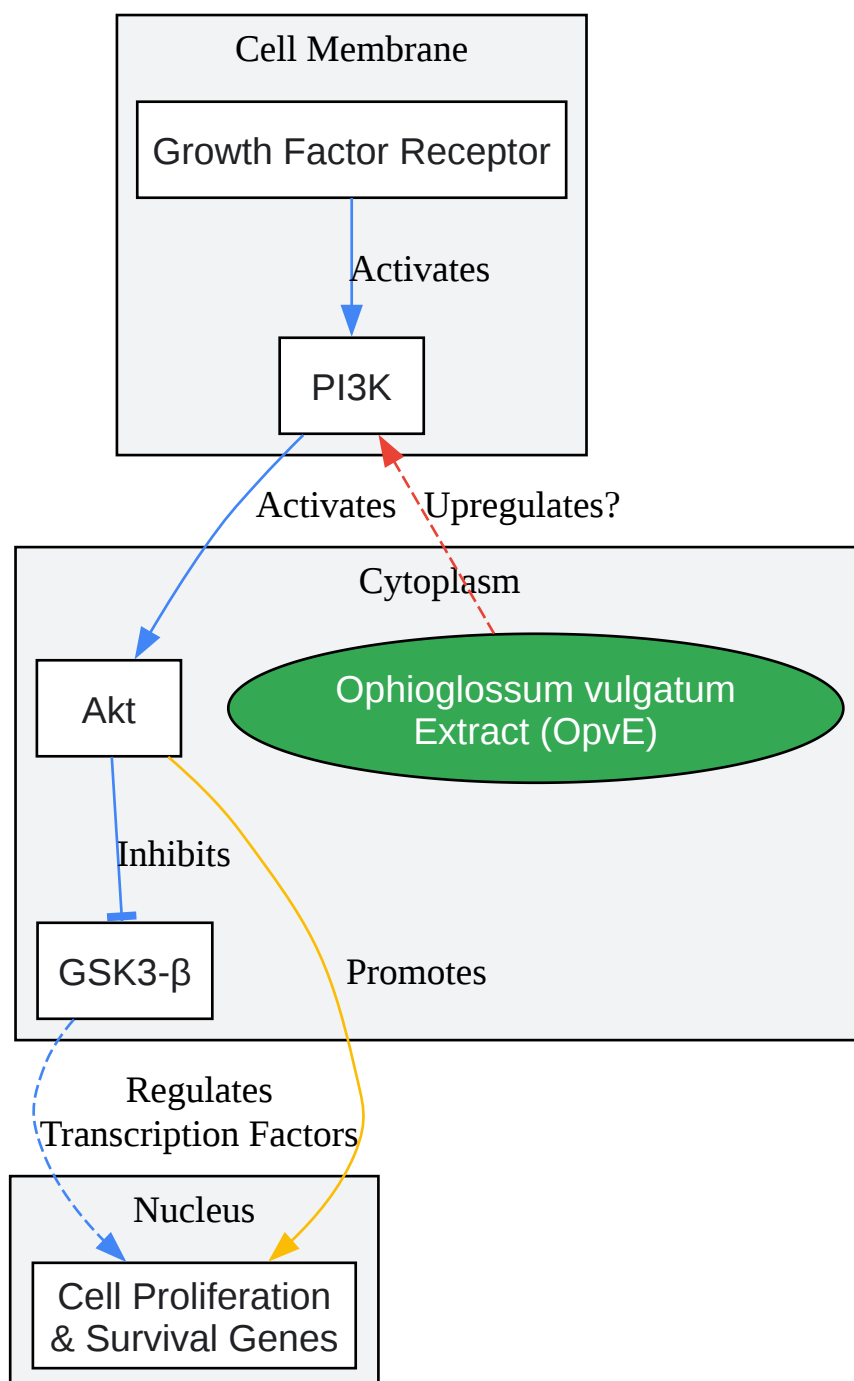 Cell Membrane
Growth Factor Receptor
Activates
PI3K
Activates
Upregulates?
Cytoplasm
Akt
Ophioglossum vulgatum
Extract (OpvE)
Inhibits
GSK3-β
Promotes
Regulates
Transcription Factors
Nucleus
Cell Proliferation
& Survival Genes